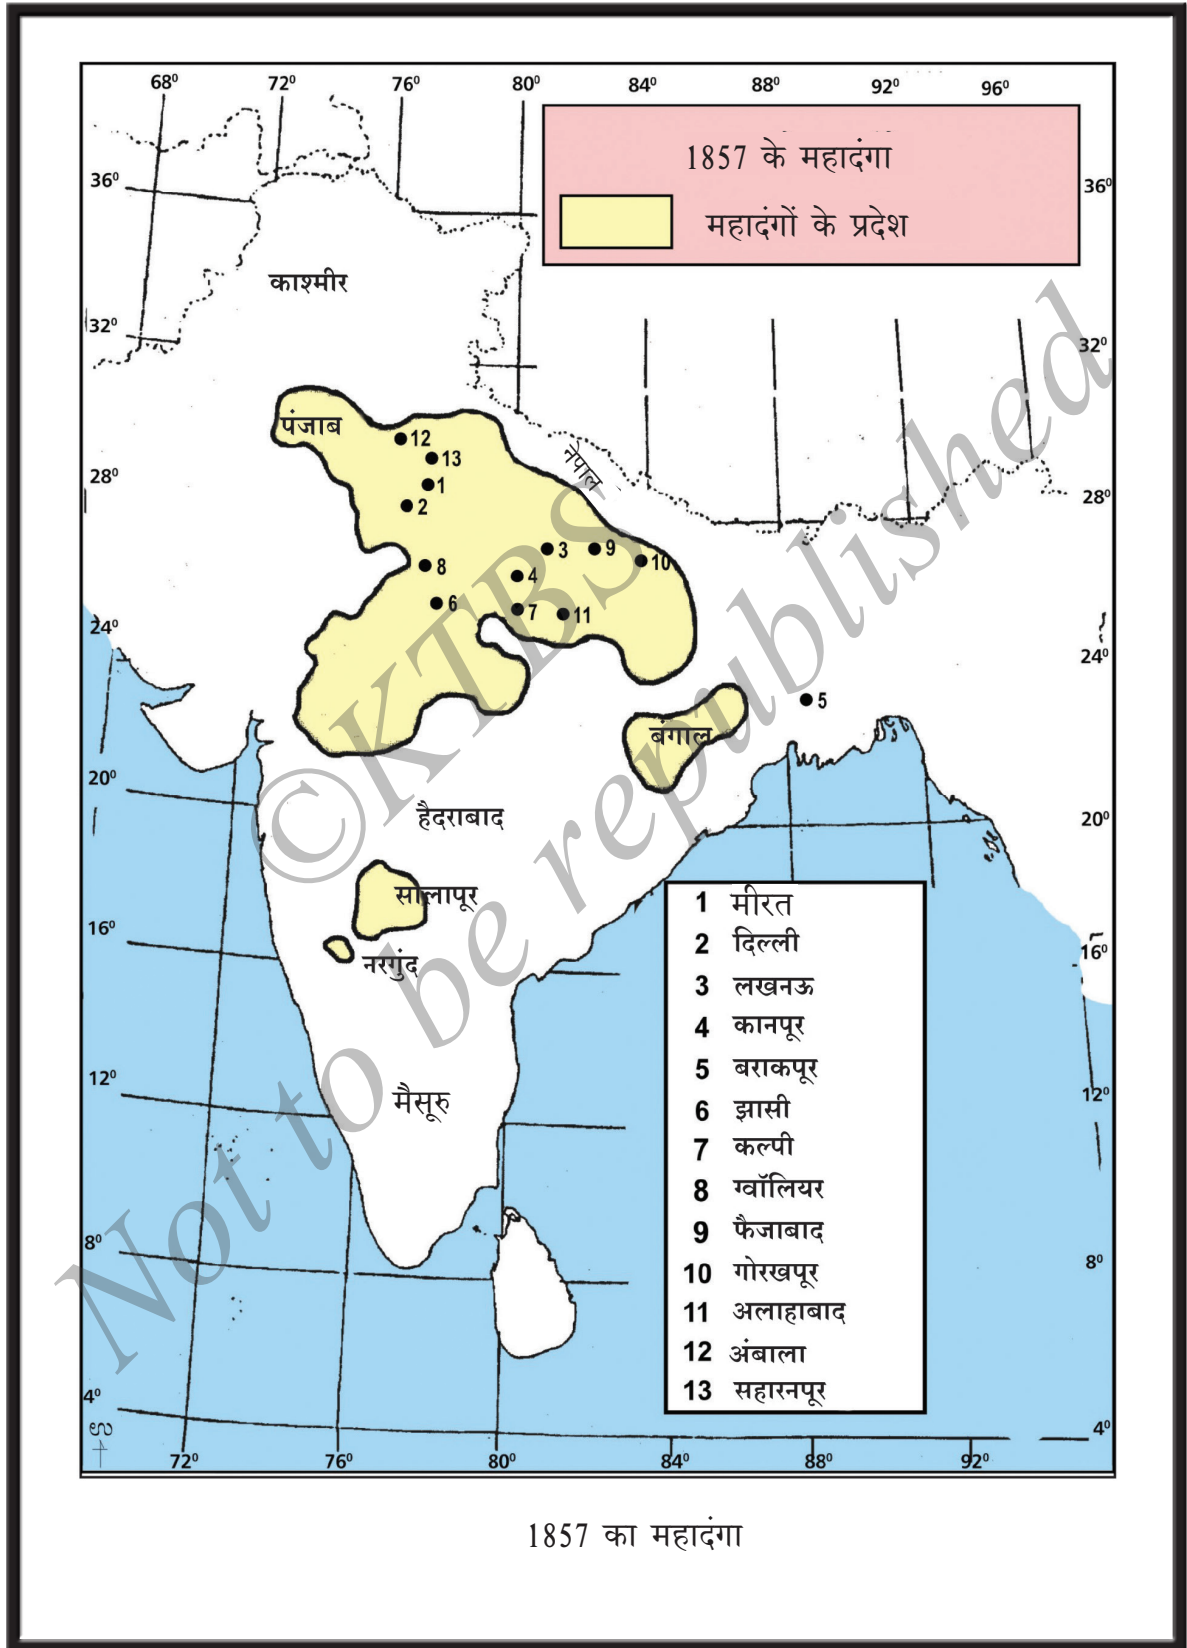 68⁰ 72⁰ 76⁰ 80⁰ 84⁰ 88⁰ 92⁰ 96⁰
1857 के महादंगा
महादंगों के प्रदेश
36⁰ 36⁰
काश्मीर
32⁰ 32⁰
पंजाब
12
13
नेपाल
28⁰ 28⁰
1
2
3 9
8 4 10
6 7 11
24⁰ 24⁰
5
बंगाल
20⁰ 20⁰
हैदराबाद
सोलापूर
नरगुंद
16⁰ 16⁰
मैसूरु
12⁰ 12⁰
8⁰ 8⁰
4⁰ 4⁰
1 मीरत
2 दिल्ली
3 लखनऊ
4 कानपूर
5 बराकपूर
6 झासी
7 कल्पी
8 ग्वॉलियर
9 फैजाबाद
10 गोरखपूर
11 अलाहाबाद
12 अंबाला
13 सहारनपूर
72⁰ 76⁰ 80⁰ 84⁰ 88⁰ 92⁰
©KTBS
Not to be republished
1857 का महादंगा